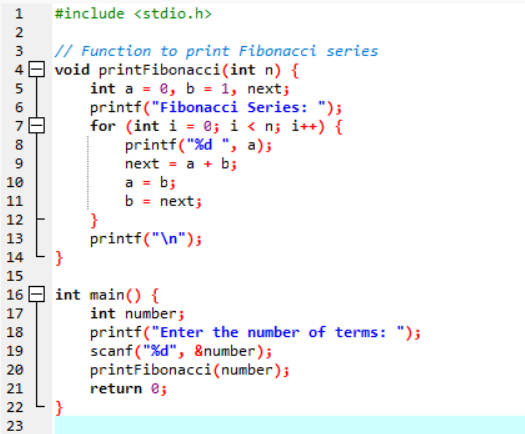 1 #include <stdio.h>
2
3 // Function to print Fibonacci series
4 void printFibonacci(int n) {
5     int a = 0, b = 1, next;
6     printf("Fibonacci Series: ");
7     for (int i = 0; i < n; i++) {
8         printf("%d ", a);
9         next = a + b;
10         a = b;
11         b = next;
12     }
13     printf("\n");
14 }
15
16 int main() {
17     int number;
18     printf("Enter the number of terms: ");
19     scanf("%d", &number);
20     printFibonacci(number);
21     return 0;
22 }
23